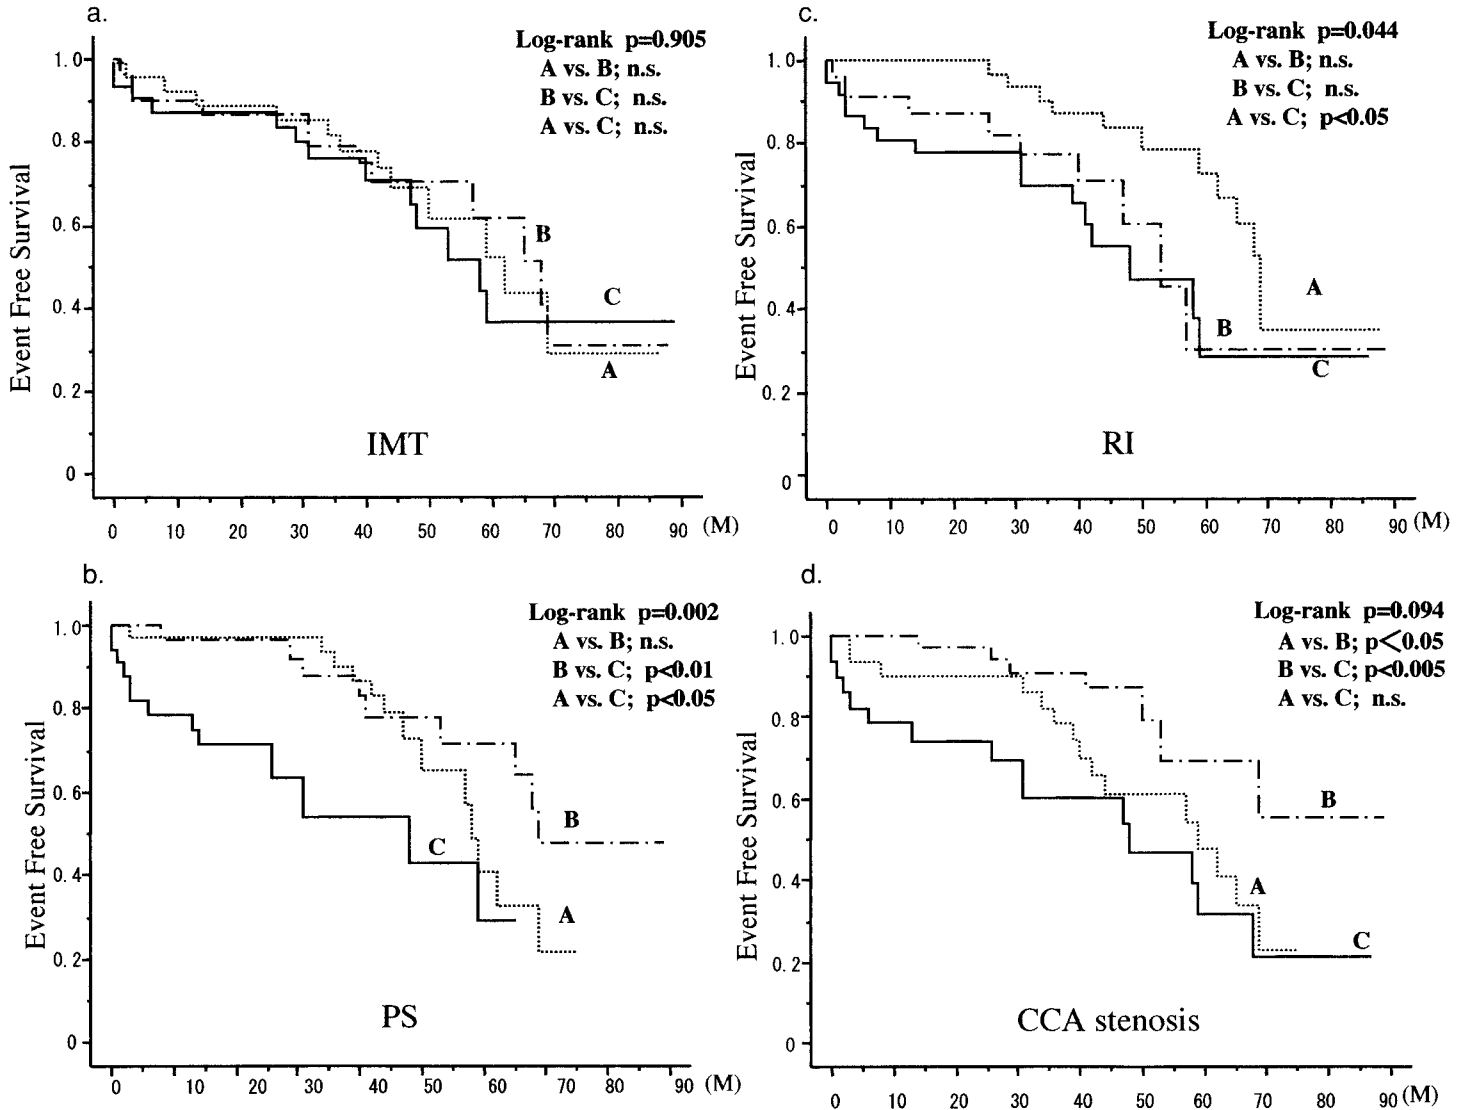 a.
Log-rank p=0.905
A vs. B; n.s.
B vs. C; n.s.
A vs. C; n.s.
Event Free Survival
1.0
0.8
0.6
0.4
0.2
0
B
C
A
IMT
0 10 20 30 40 50 60 70 80 90 (M)
c.
Log-rank p=0.044
A vs. B; n.s.
B vs. C; n.s.
A vs. C; p<0.05
Event Free Survival
1.0
0.8
0.6
0.4
0.2
0
A
B
C
RI
0 10 20 30 40 50 60 70 80 90 (M)
b.
Log-rank p=0.002
A vs. B; n.s.
B vs. C; p<0.01
A vs. C; p<0.05
Event Free Survival
1.0
0.8
0.6
0.4
0.2
0
B
C
A
PS
0 10 20 30 40 50 60 70 80 90 (M)
d.
Log-rank p=0.094
A vs. B; p<0.05
B vs. C; p<0.005
A vs. C; n.s.
Event Free Survival
1.0
0.8
0.6
0.4
0.2
0
B
A
C
CCA stenosis
0 10 20 30 40 50 60 70 80 90 (M)